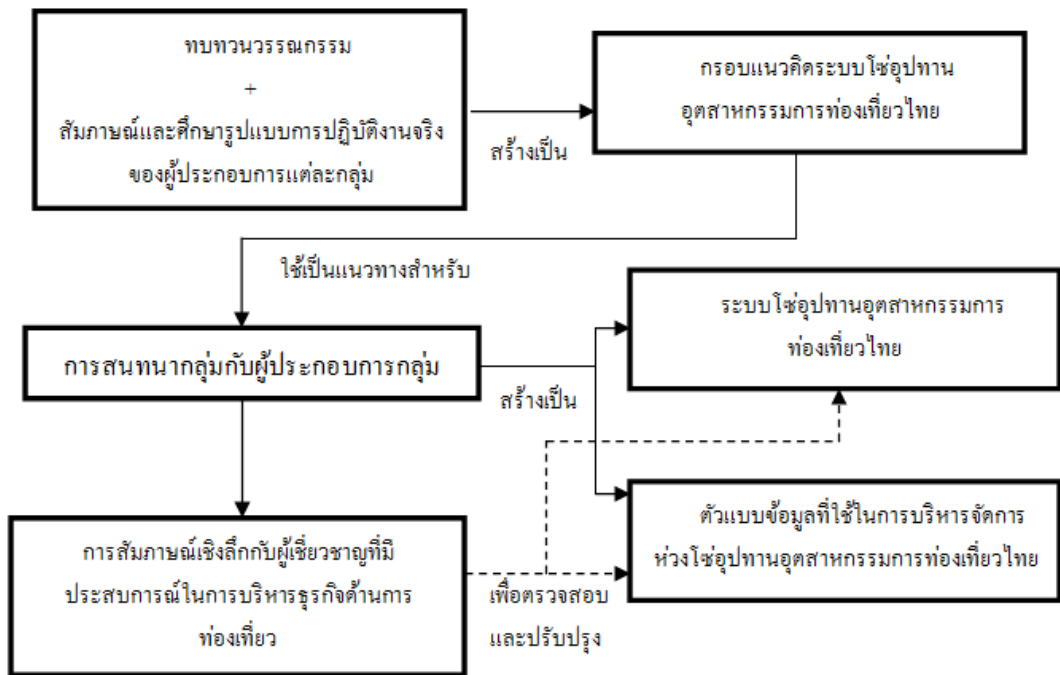 ทบทวนวรรณกรรม
+
สัมภาษณ์และศึกษารูปแบบการปฏิบัติงานจริง
ของผู้ประกอบการแต่ละกลุ่ม
สร้างเป็น
กรอบแนวคิดระบบโซ่อุปทาน
อุตสาหกรรมการท่องเที่ยวไทย
ใช้เป็นแนวทางสำหรับ
การสนทนากลุ่มกับผู้ประกอบการกลุ่ม
สร้างเป็น
ระบบโซ่อุปทานอุตสาหกรรมการ
ท่องเที่ยวไทย
ตัวแบบข้อมูลที่ใช้ในการบริหารจัดการ
ห่วงโซ่อุปทานอุตสาหกรรมการท่องเที่ยวไทย
การสัมภาษณ์เชิงลึกกับผู้เชี่ยวชาญที่มี
ประสบการณ์ในการบริหารธุรกิจด้านการ
ท่องเที่ยว
เพื่อตรวจสอบ
และปรับปรุง